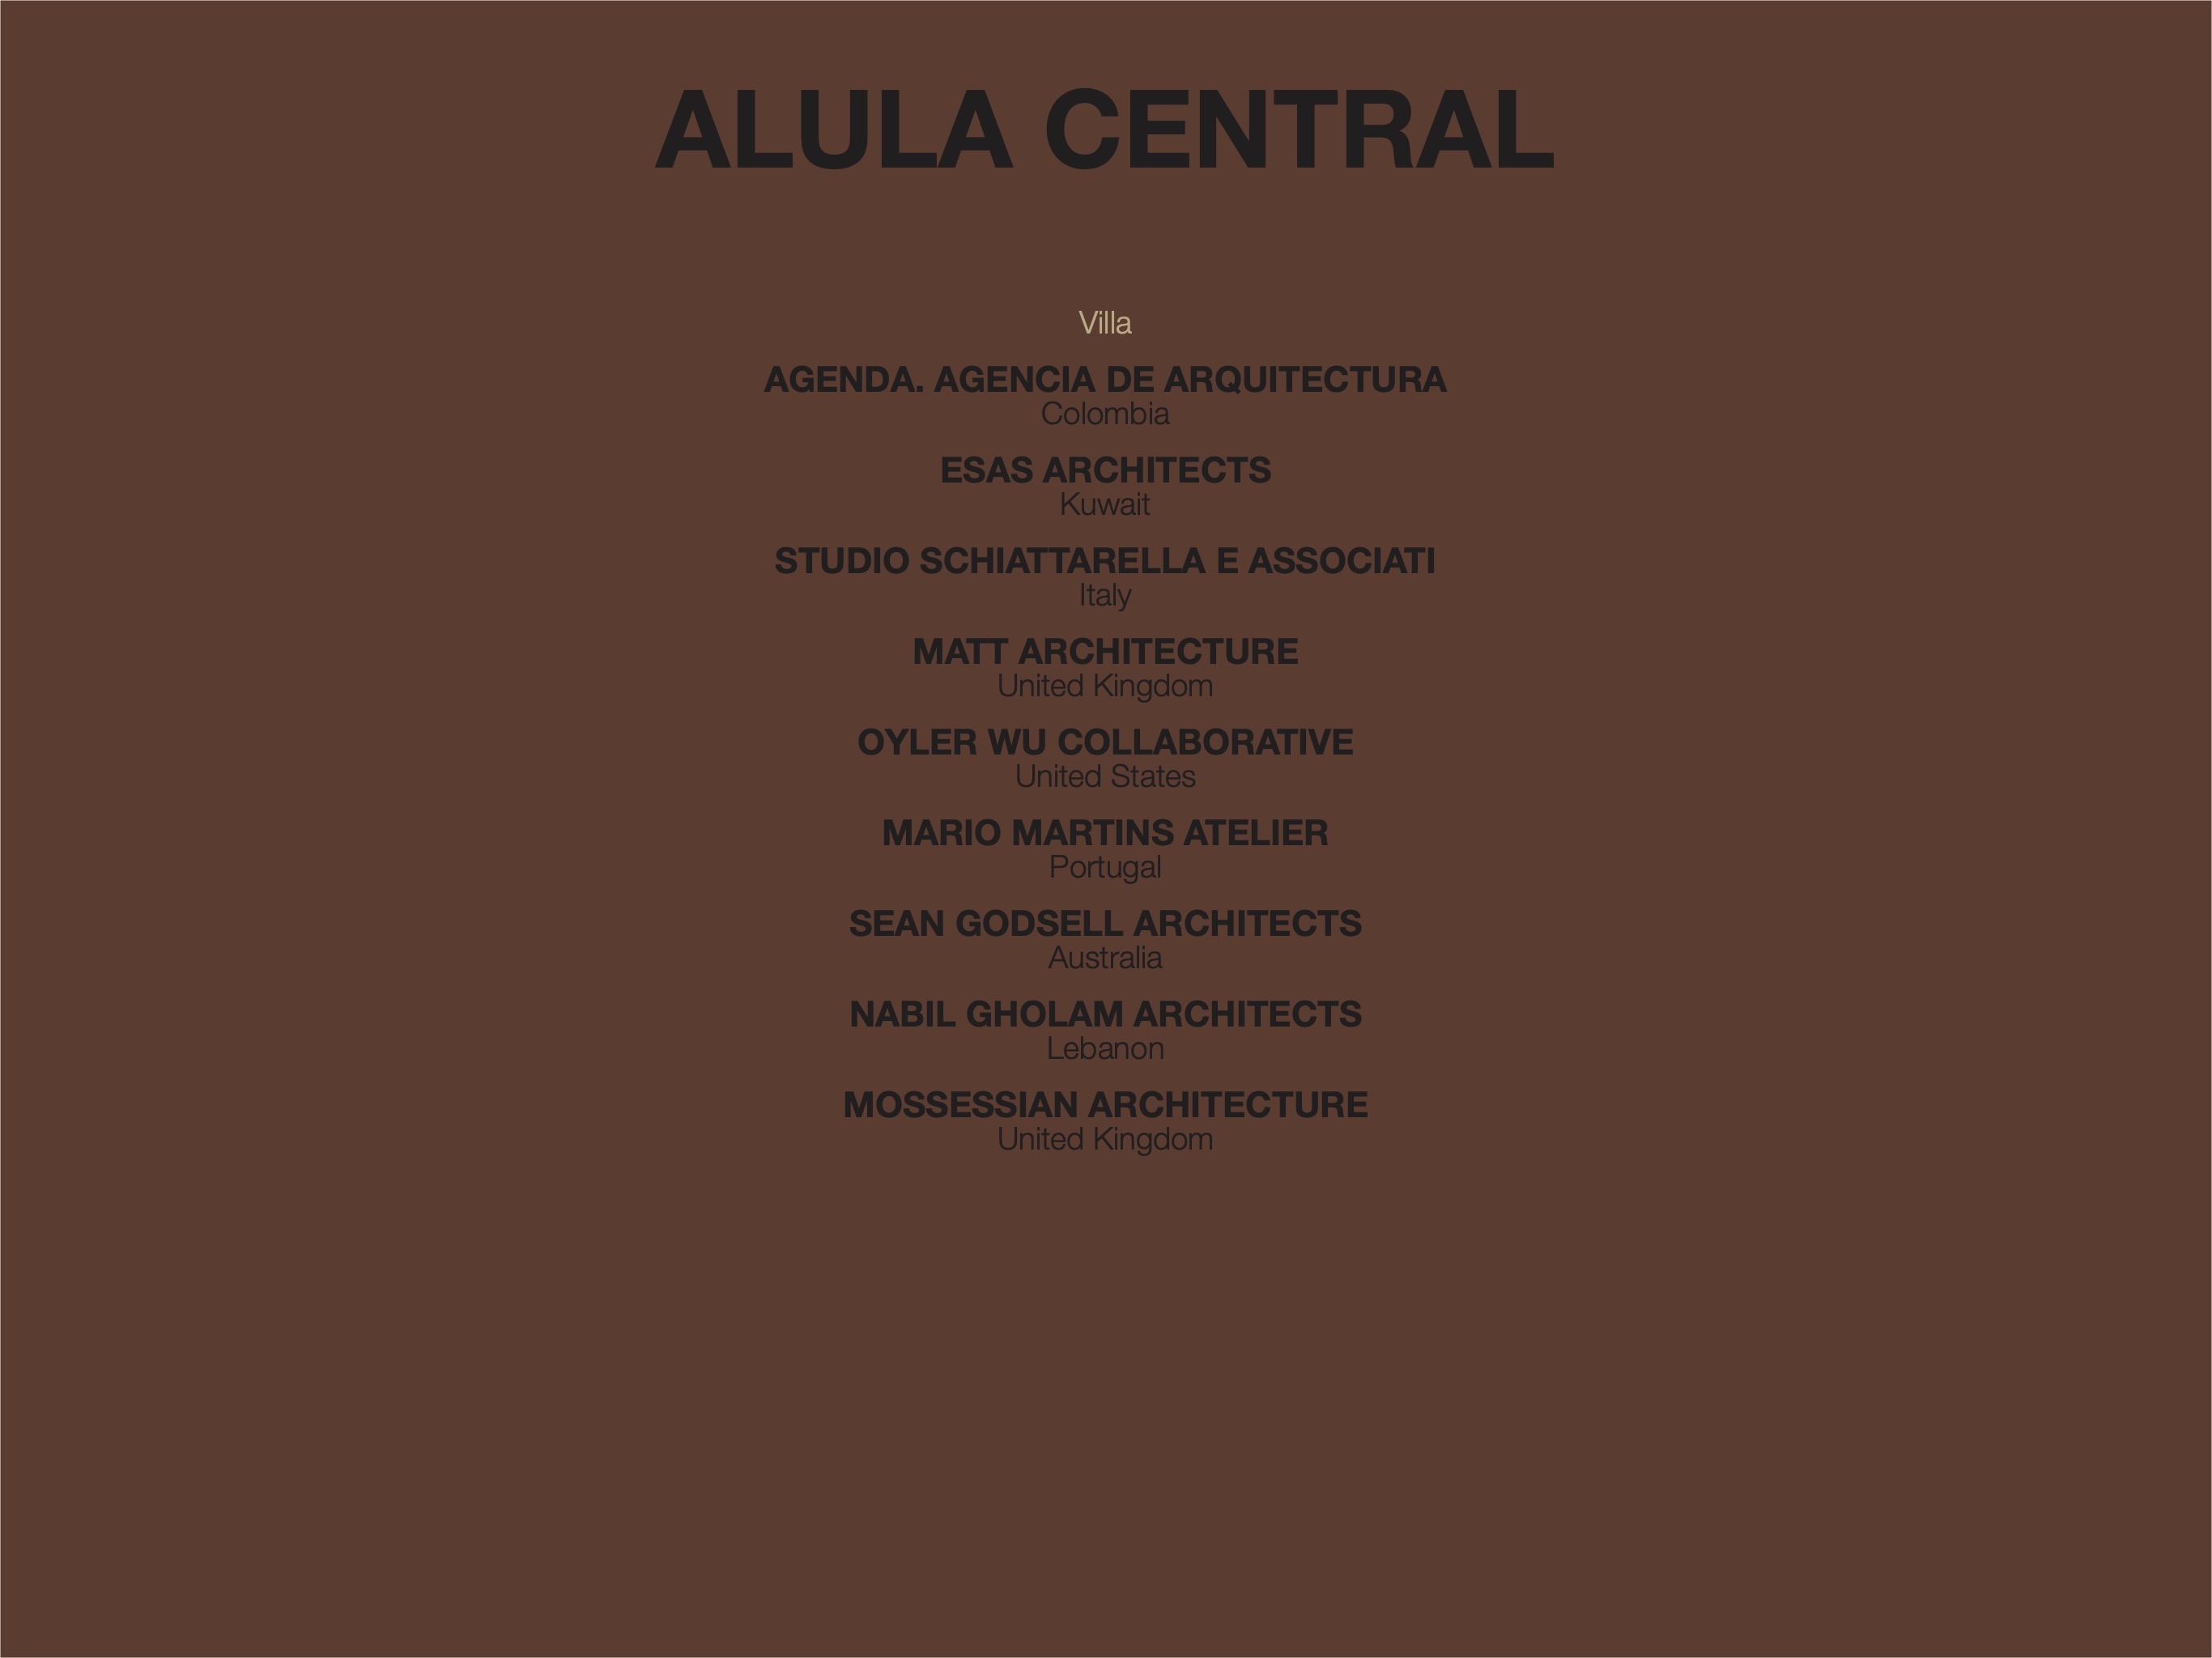 ALULA CENTRAL
Villa
AGENDA. AGENCIA DE ARQUITECTURA
Colombia
ESAS ARCHITECTS
Kuwait
STUDIO SCHIATTARELLA E ASSOCIATI
Italy
MATT ARCHITECTURE
United Kingdom
OYLER WU COLLABORATIVE
United States
MARIO MARTINS ATELIER
Portugal
SEAN GODSELL ARCHITECTS
Australia
NABIL GHOLAM ARCHITECTS
Lebanon
MOSSESSIAN ARCHITECTURE
United Kingdom